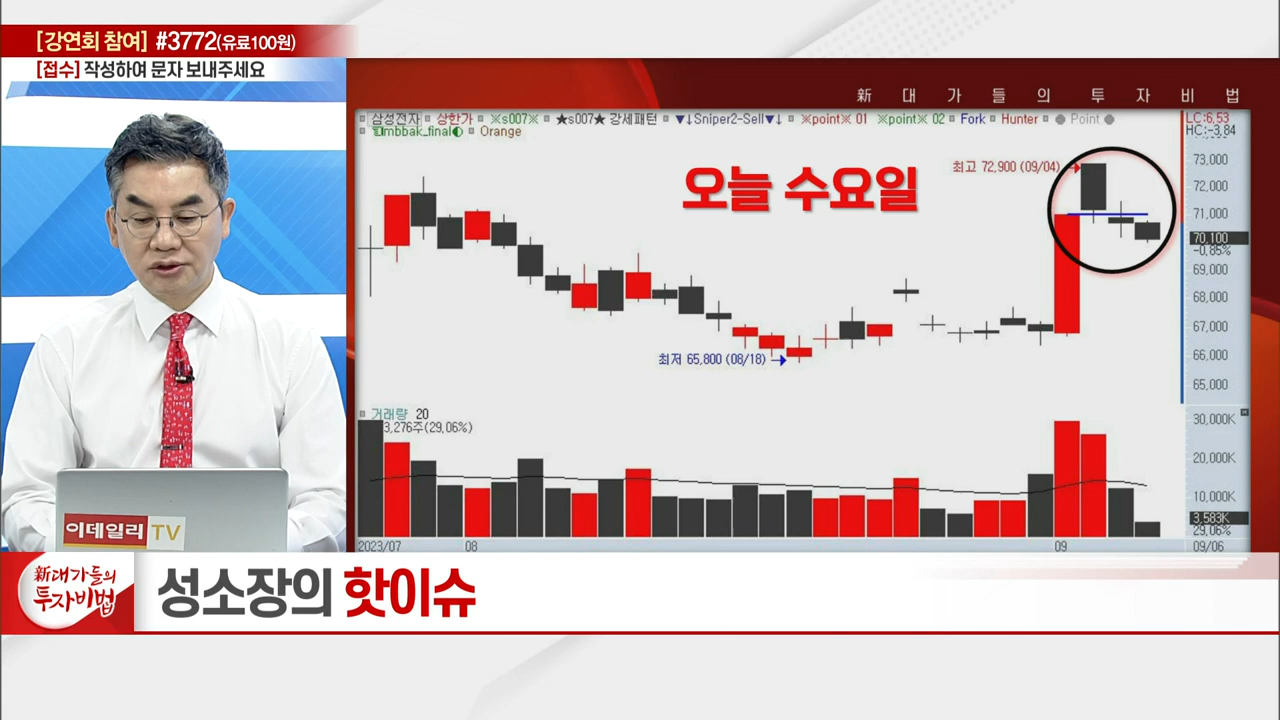 [강연회 참여] #3772(유료100원)
[접수] 작성하여 문자 보내주세요
新 대 가 들 의 투 자 비 법
삼성전자 상한가 ※s007※ ★s007★ 강세패턴 ▼↓Sniper2-Sell▼↓ ※point※ 01 ※point※ 02 Fork Hunter Point
mbbak_final Orange
LC:6,53
HC:-3,84
오늘 수요일
최고 72,900 (09/04)
73,000
72,000
71,000
70,100
-0,85%
69,000
68,000
67,000
66,000
65,000
최저 65,800 (08/18)
거래량 20
3,276주(29,06%)
30,000K
20,000K
10,000K
3,583K
29,06%
2023/07 08 09 09/06
이데일리 TV
新대가들의
투자비법
성소장의 핫이슈